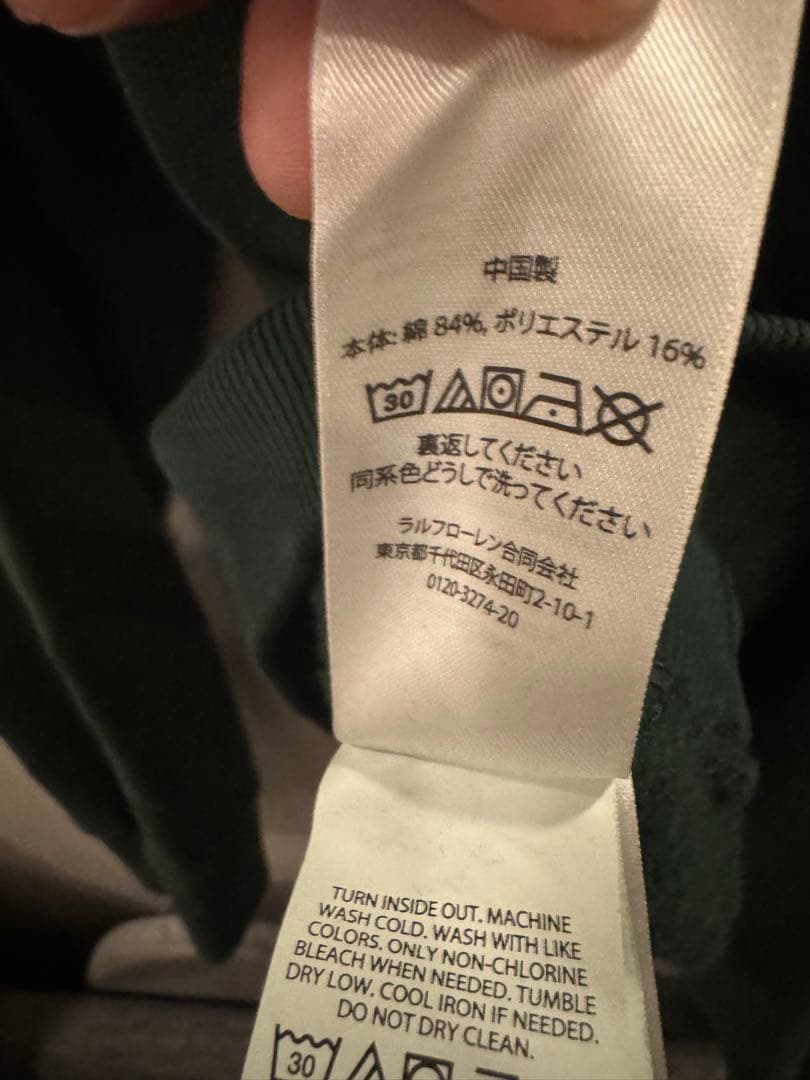 中国製
本体: 綿 84%, ポリエステル 16%
30
裏返してください
同系色どうしで洗ってください
ラルフローレン合同会社
東京都千代田区永田町2-10-1
0120-3274-20
TURN INSIDE OUT. MACHINE
WASH COLD. WASH WITH LIKE
COLORS. ONLY NON-CHLORINE
BLEACH WHEN NEEDED. TUMBLE
DRY LOW. COOL IRON IF NEEDED.
DO NOT DRY CLEAN.
30